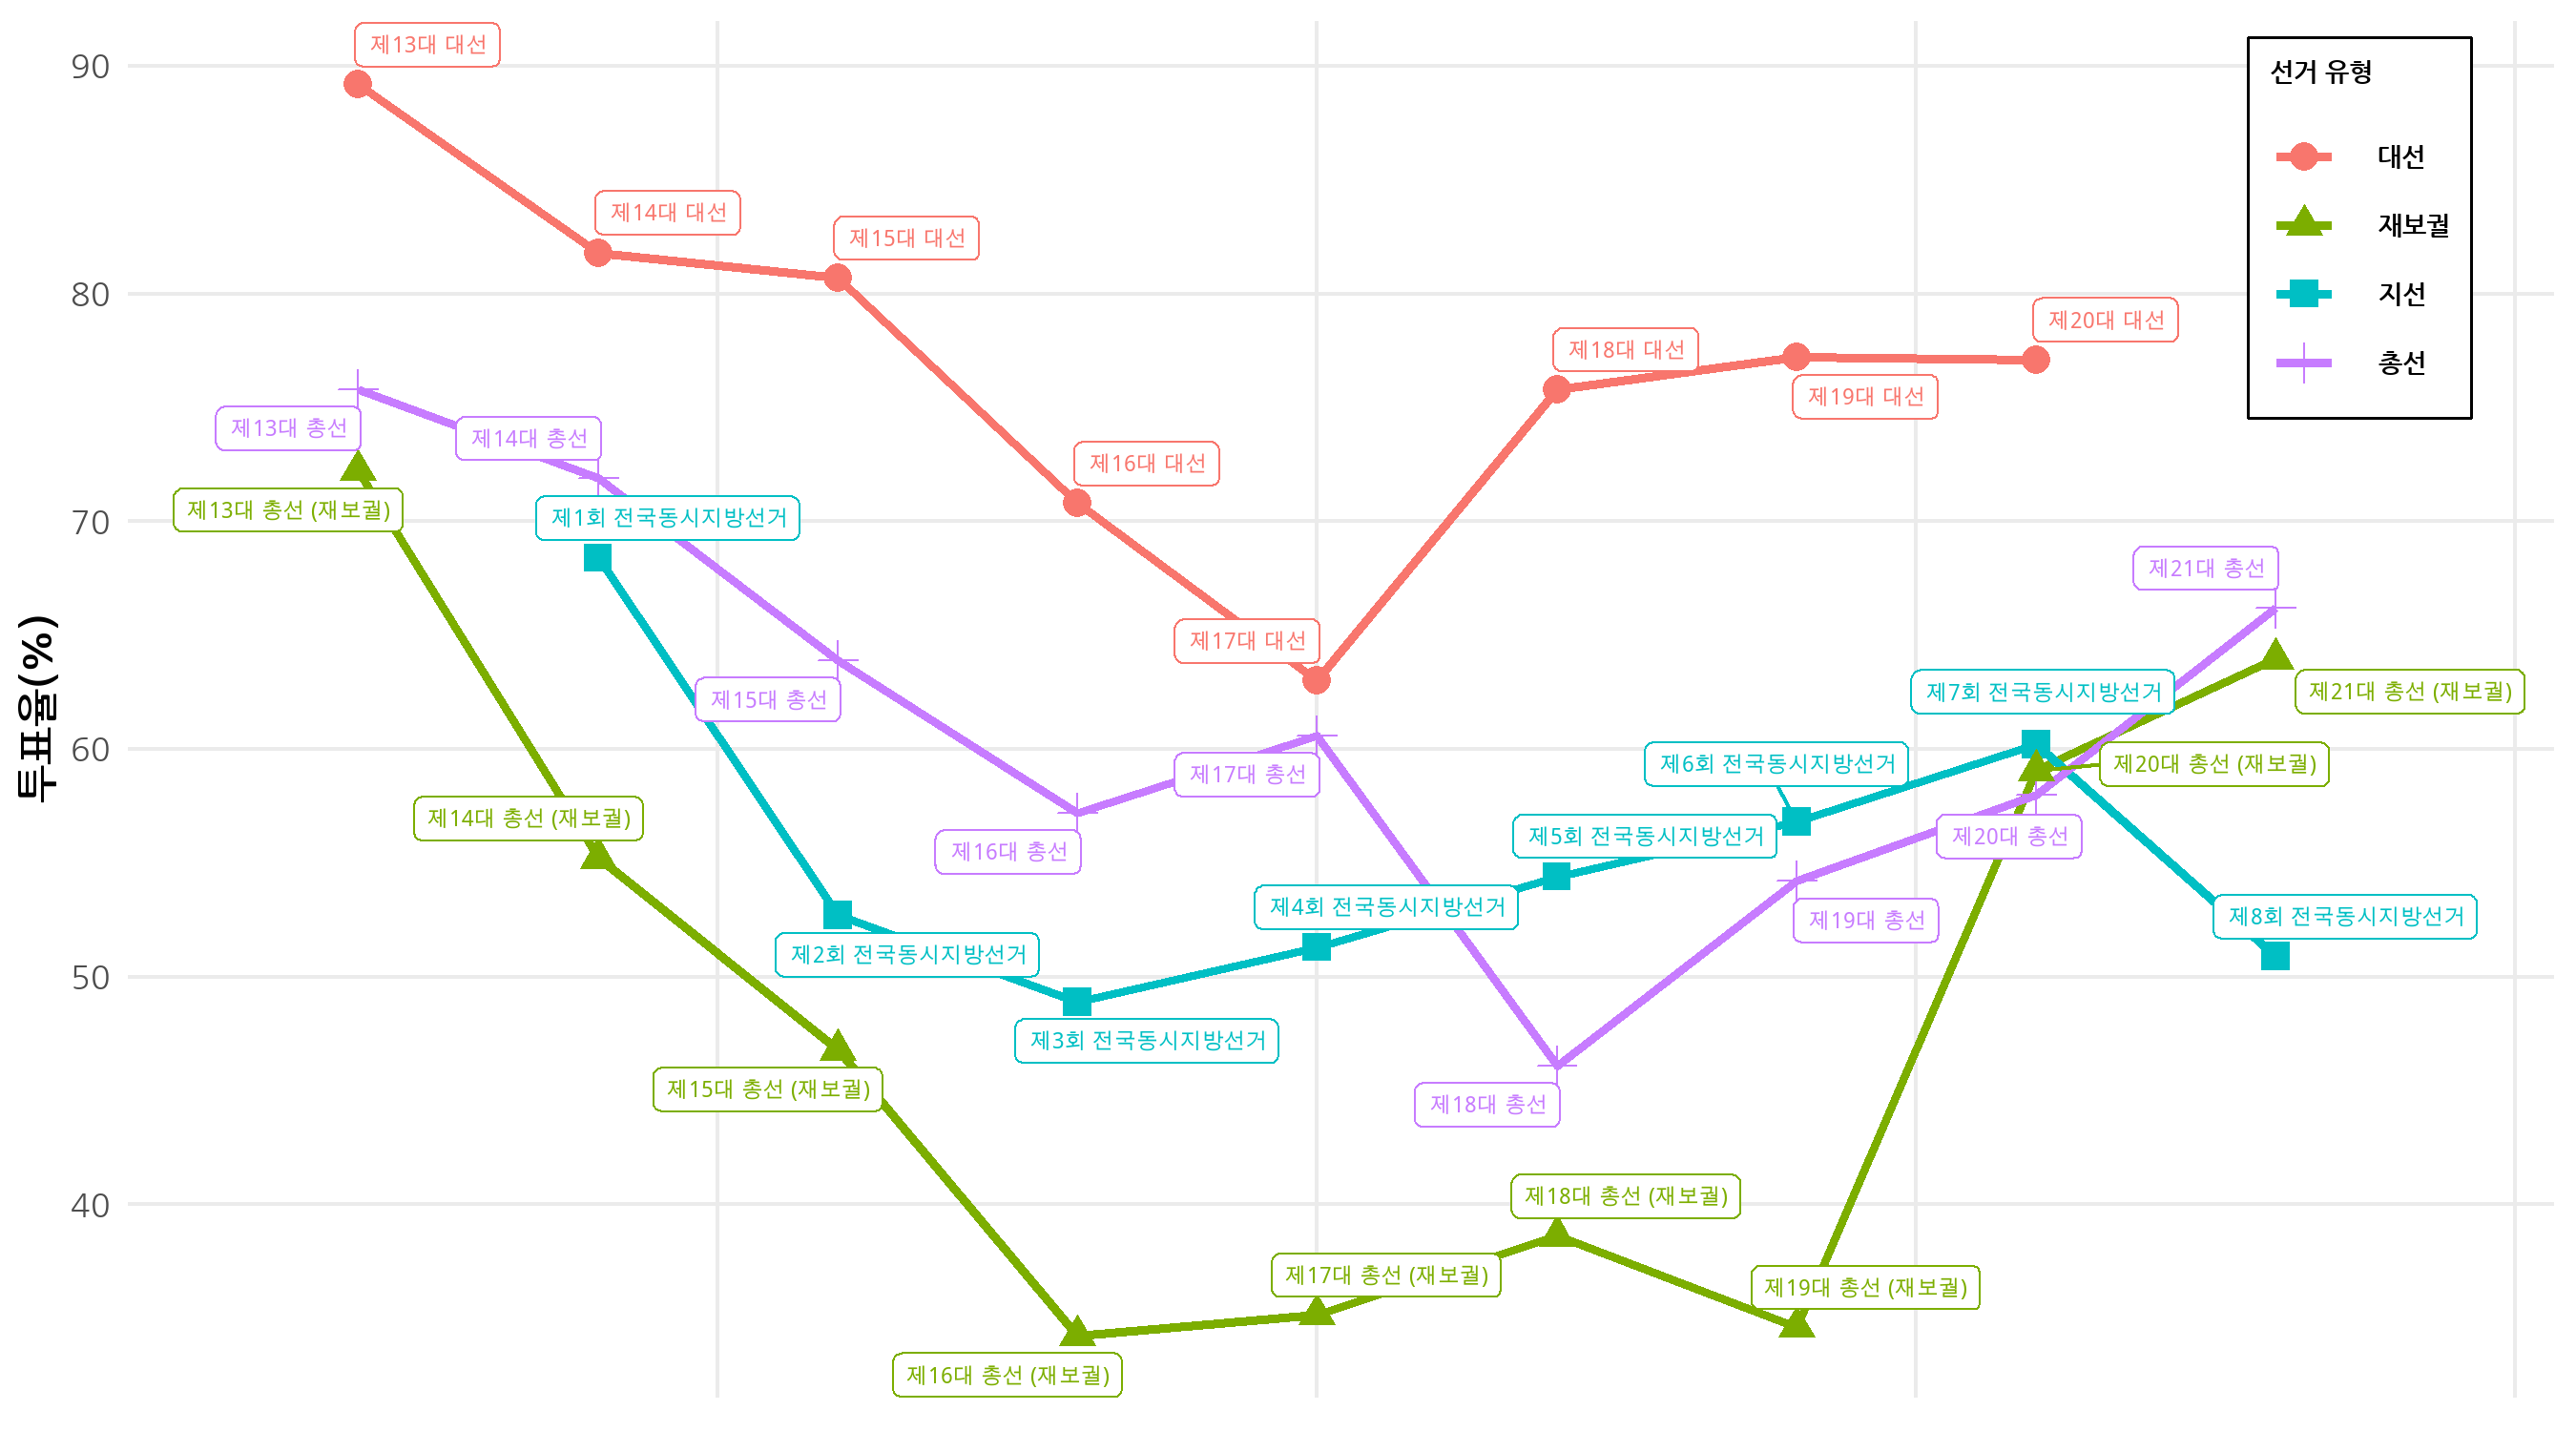 제13대 대선
90
선거 유형
대선
제14대 대선
재보궐
제15대 대선
80
지선
제20대 대선
제18대 대선
총선
제19대 대선
제13대 총선
제14대 총선
제16대 대선
제13대 총선 (재보궐)
제1회 전국동시지방선거
70
제21대 총선
제17대 대선
제15대 총선
제7회 전국동시지방선거
제21대 총선 (재보궐)
투표율(%)
60
제17대 총선
제6회 전국동시지방선거
제20대 총선 (재보궐)
제14대 총선 (재보궐)
제16대 총선
제5회 전국동시지방선거
제20대 총선
제4회 전국동시지방선거
제19대 총선
제8회 전국동시지방선거
제2회 전국동시지방선거
50
제3회 전국동시지방선거
제15대 총선 (재보궐)
제18대 총선
40
제18대 총선 (재보궐)
제17대 총선 (재보궐)
제19대 총선 (재보궐)
제16대 총선 (재보궐)